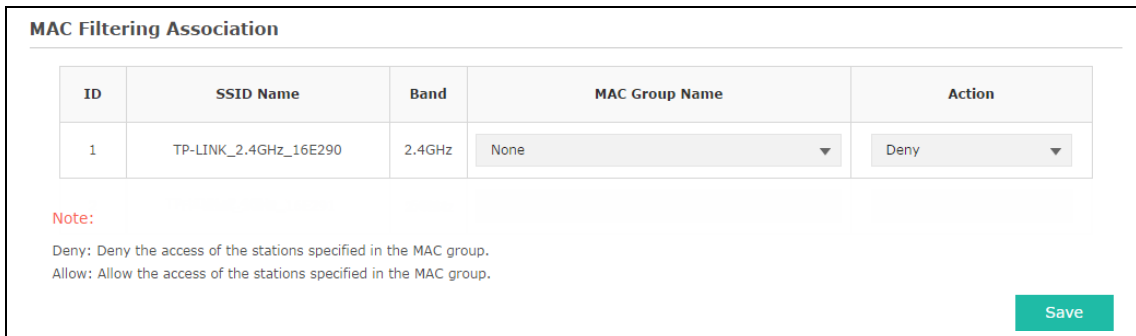 MAC Filtering Association
ID SSID Name Band MAC Group Name Action
1 TP-LINK_2.4GHz_16E290 2.4GHz None Deny
Note:
Deny: Deny the access of the stations specified in the MAC group.
Allow: Allow the access of the stations specified in the MAC group.
Save